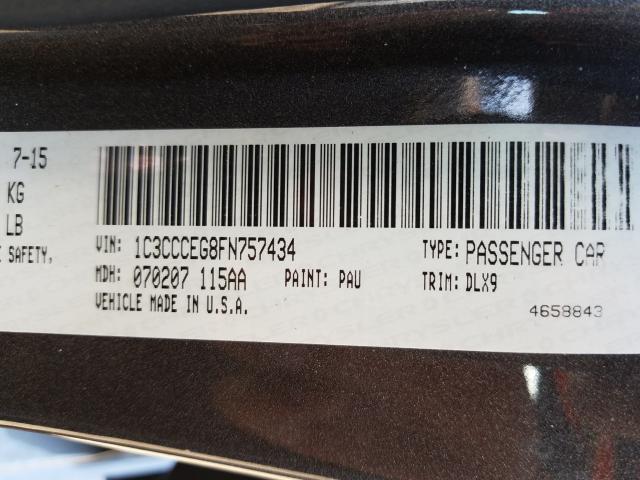 7-15
KG
LB
SAFETY,
VIN: 1C3CCCEG8FN757434 TYPE: PASSENGER CAR
MDH: 070207 115AA PAINT: PAU TRIM: DLX9
VEHICLE MADE IN U.S.A. 4658843